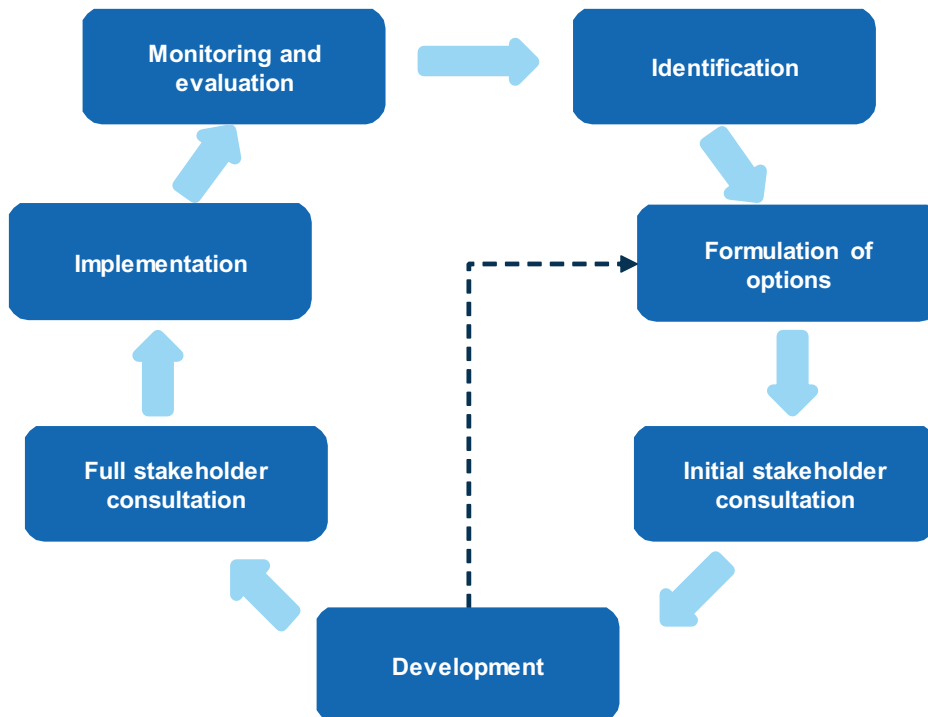 Monitoring and
evaluation
Identification
Implementation
Formulation of
options
Full stakeholder
consultation
Initial stakeholder
consultation
Development